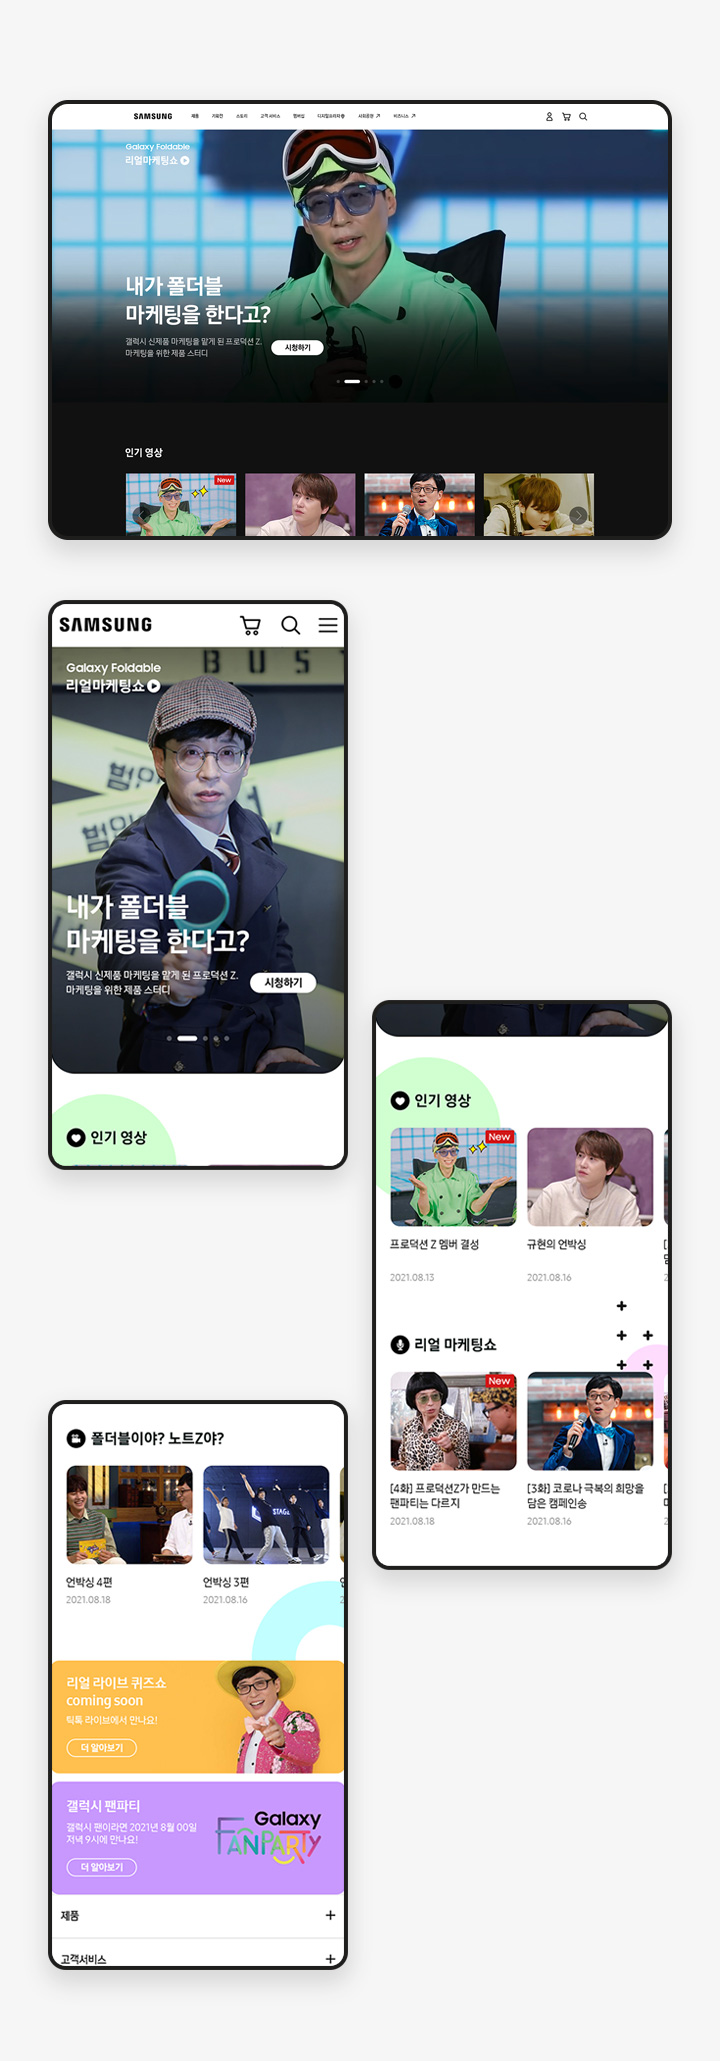 SAMSUNG 제품 기획전 스토리 고객 서비스 멤버십 디지털프라자 사회공헌 비즈니스
Galaxy Foldable
리얼마케팅쇼
내가 폴더블
마케팅을 한다고?
갤럭시 신제품 마케팅을 맡게 된 프로덕션 Z.
마케팅을 위한 제품 스터디
시청하기
인기 영상
New
SAMSUNG
BUS
Galaxy Foldable
리얼마케팅쇼
범인
범인
내가 폴더블
마케팅을 한다고?
갤럭시 신제품 마케팅을 맡게 된 프로덕션 Z.
마케팅을 위한 제품 스터디
시청하기
인기 영상
인기 영상
New
프로덕션 Z 멤버 결성
2021.08.13
규현의 언박싱
2021.08.16
리얼 마케팅쇼
New
[4화] 프로덕션Z가 만드는
팬파티는 다르지
2021.08.18
[3화] 코로나 극복의 희망을
담은 캠페인송
2021.08.16
폴더블이야? 노트Z야?
STAGE
언박싱 4편
2021.08.18
언박싱 3편
2021.08.16
리얼 라이브 퀴즈쇼
coming soon
틱톡 라이브에서 만나요!
더 알아보기
갤럭시 팬파티
갤럭시 팬이라면 2021년 8월 00일
저녁 9시에 만나요!
더 알아보기
Galaxy
FANPARTY
제품
고객서비스